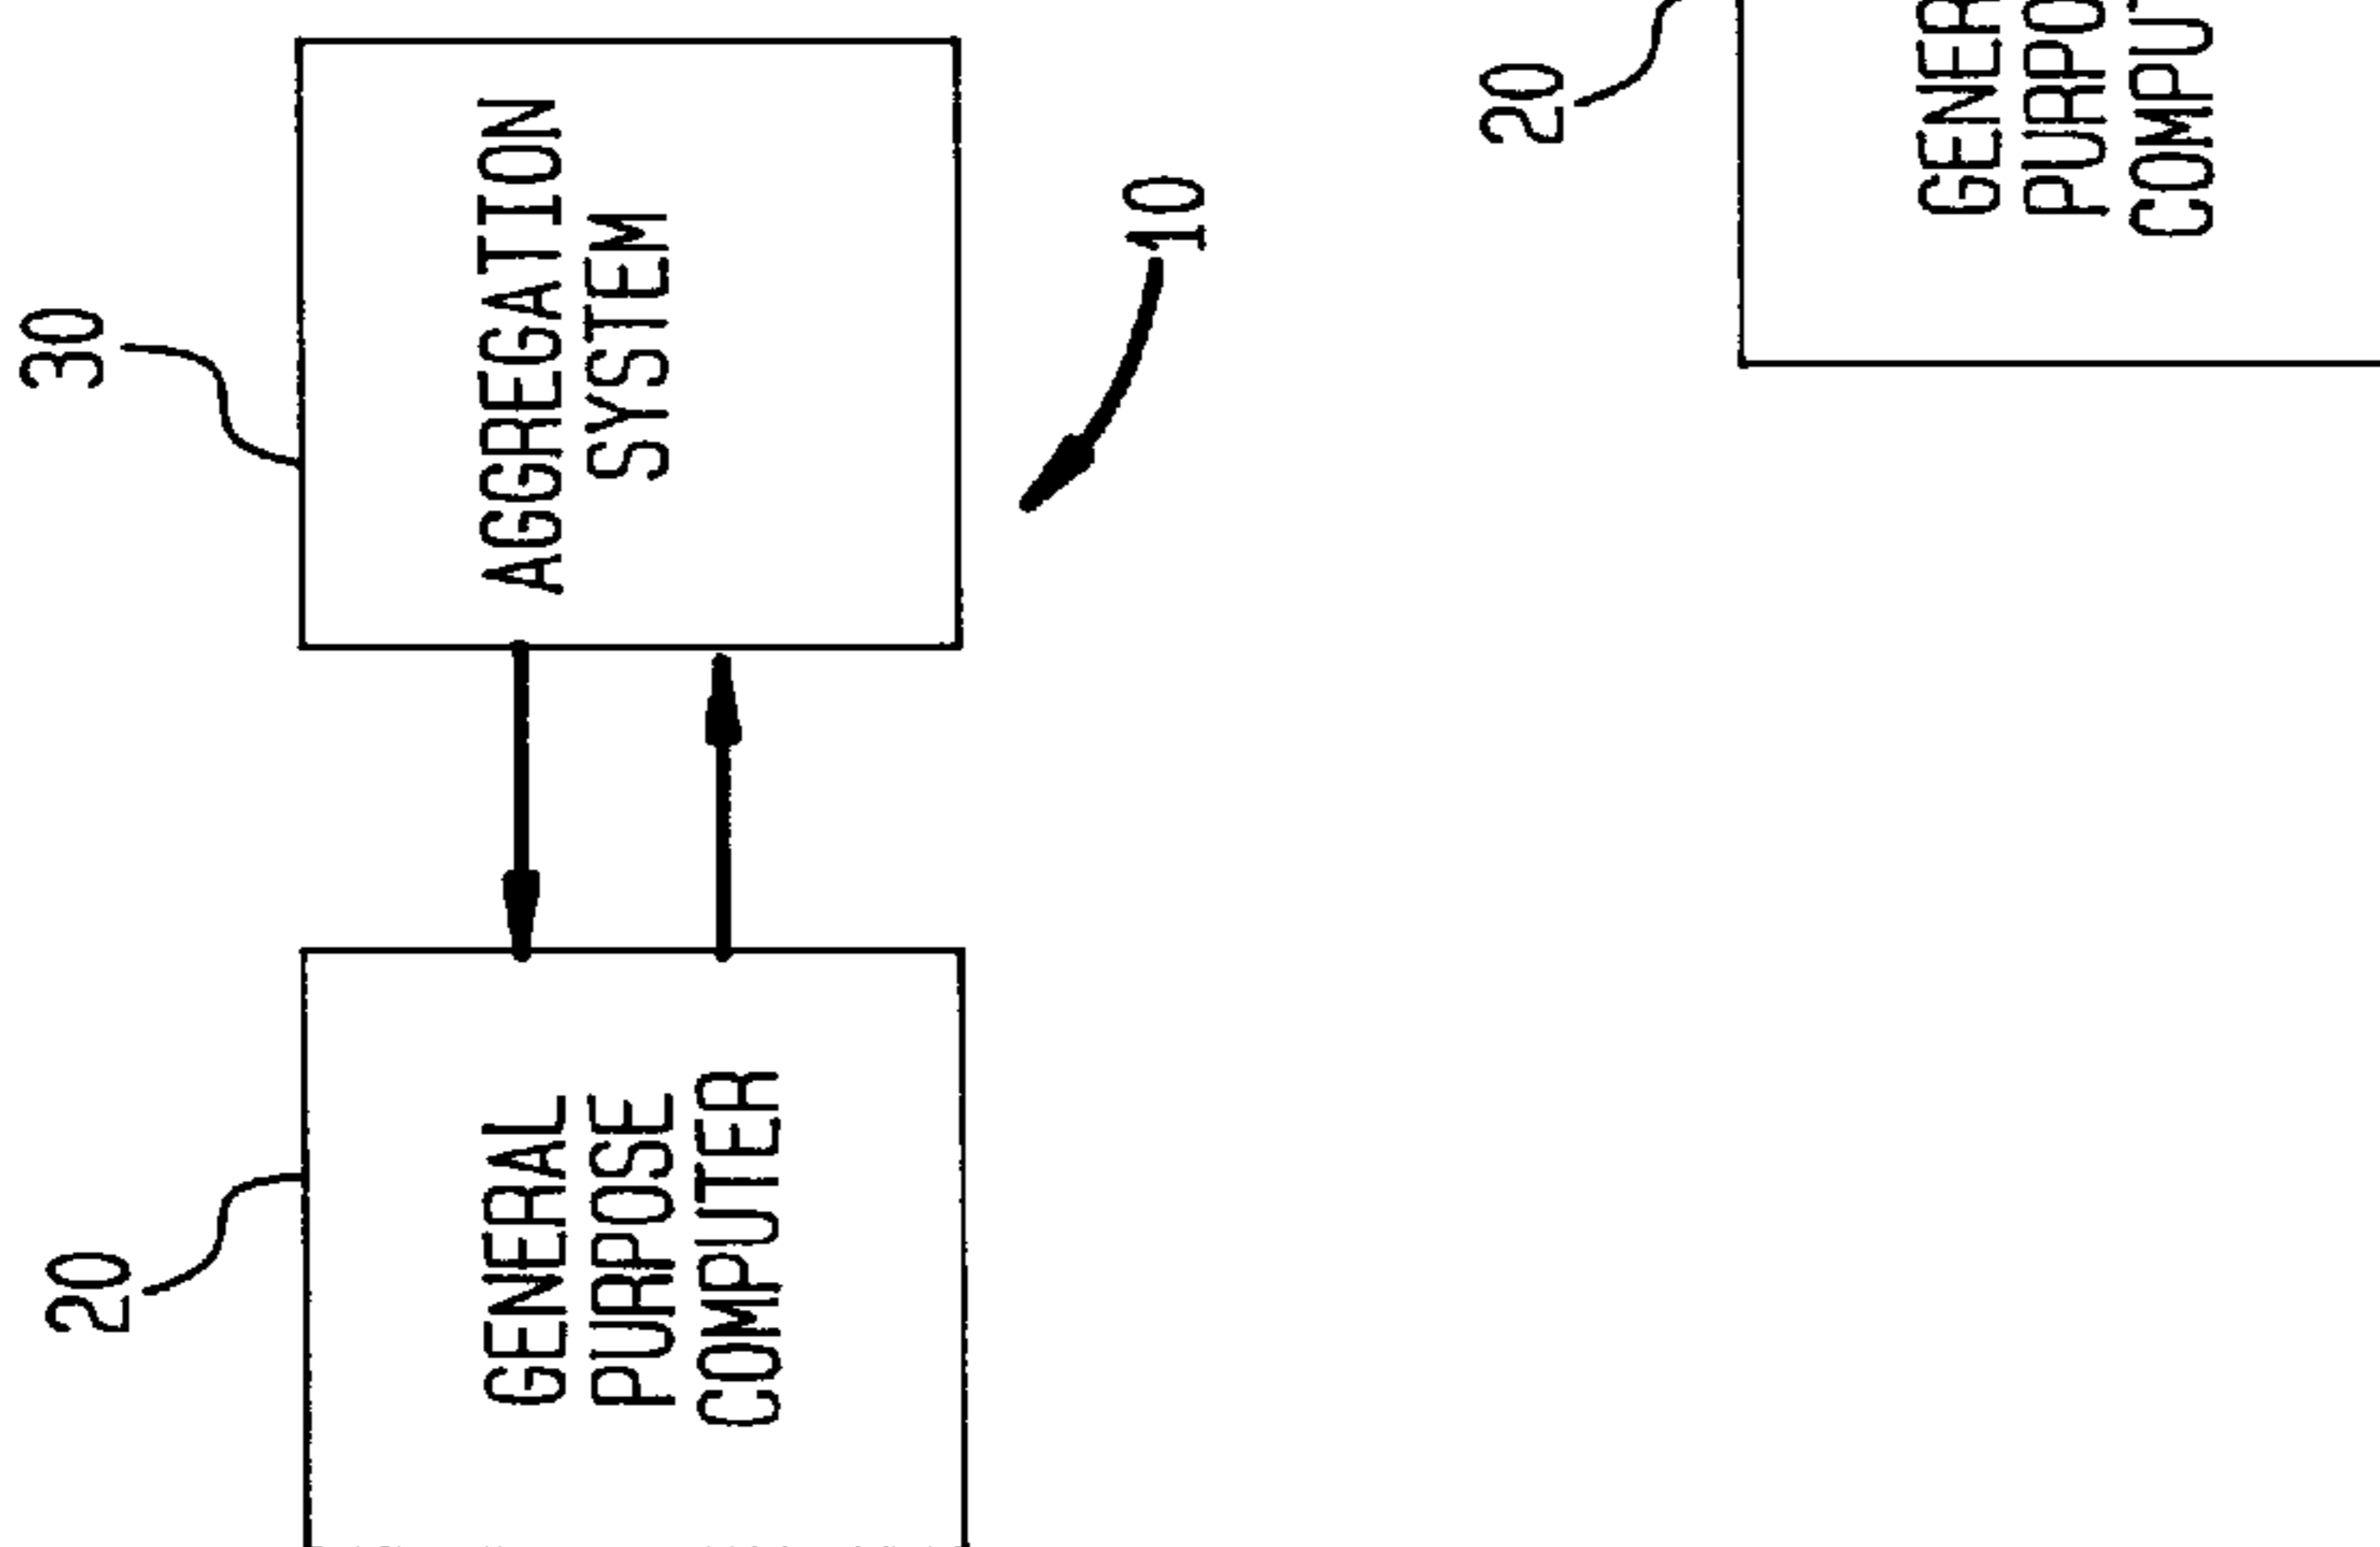 30
AGGREGATION
SYSTEM
10
20
GENERAL
PURPOSE
COMPUTER
20